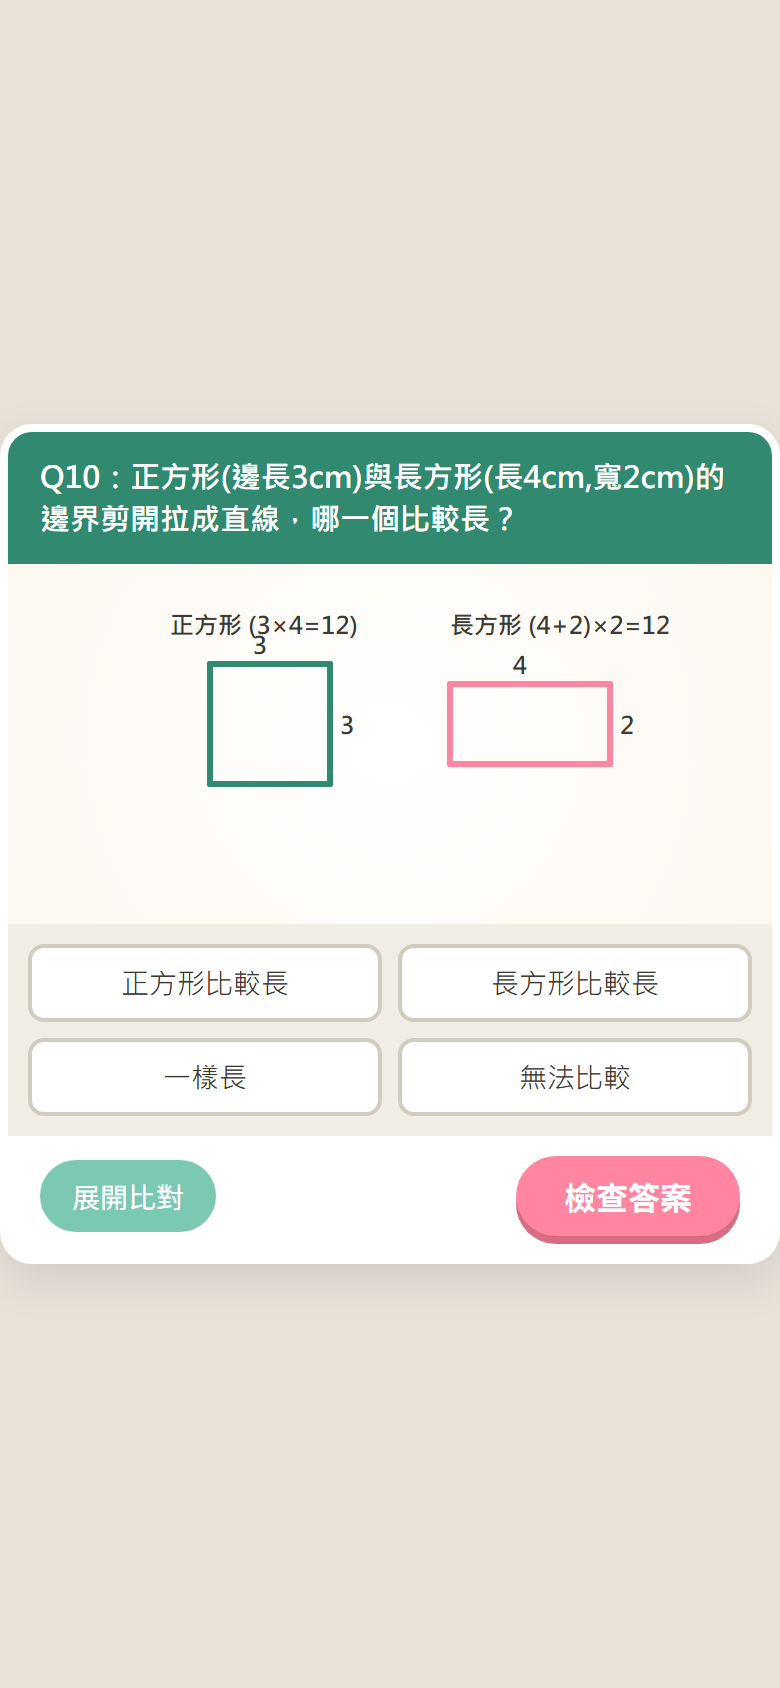 Q10：正方形(邊長3cm)與長方形(長4cm,寬2cm)的
邊界剪開拉成直線，哪一個比較長？
正方形 (3×4=12)
3
3
長方形 (4+2)×2=12
4
2
正方形比較長
長方形比較長
一樣長
無法比較
展開比對
檢查答案